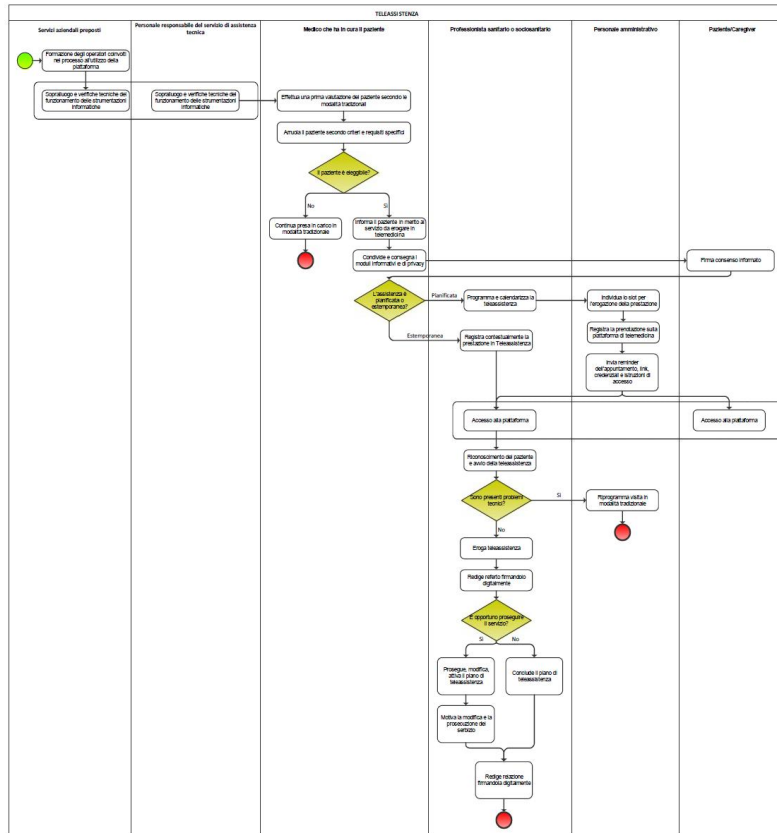 TELEASSISTENZA
Servizi aziendali preposti
Personale responsabile del servizio di assistenza
tecnica
Medico che ha in cura il paziente
Professionista sanitario o sociosanitario
Personale amministrativo
Paziente/Caregiver
Formazione degli operatori coinvolti
nel processo all'utilizzo della
piattaforma
Sopralluogo e verifiche tecniche del
funzionamento delle strumentazioni
informatiche
Sopralluogo e verifiche tecniche del
funzionamento delle strumentazioni
informatiche
Effettua una prima valutazione del paziente secondo le
modalità tradizionali
Arruola il paziente secondo criteri e requisiti specifici
Il paziente è eleggibile?
No
Si
Continua presa in carico in
modalità tradizionale
Informa il paziente in merito al
servizio da erogare in
telemedicina
Condivide e consegna i
moduli informativi e di privacy
Firma consenso informato
L'assistenza è
pianificata o
estemporanea?
Planificata
Programma e calendarizza la
teleassistenza
Individua lo slot per
l'erogazione della prestazione
Estemporanea
Registra contestualmente la
prestazione in Teleassistenza
Registra la prenotazione sulla
piattaforma di telemedicina
Invia reminder
dell'appuntamento, link,
credenziali e istruzioni di
accesso
Accesso alla piattaforma
Accesso alla piattaforma
Riconoscimento del paziente
e avvio della teleassistenza
Sono presenti problemi
tecnici?
Si
Riprogramma visita in
modalità tradizionale
No
Eroga teleassistenza
Redige referto firmandolo
digitalmente
È opportuno proseguire
il servizio?
Si
No
Prosegue, modifica,
attiva il piano di
teleassistenza
Conclude il piano di
teleassistenza
Motiva la modifica e la
prosecuzione del
serbizio
Redige relazione
firmandola digitalmente